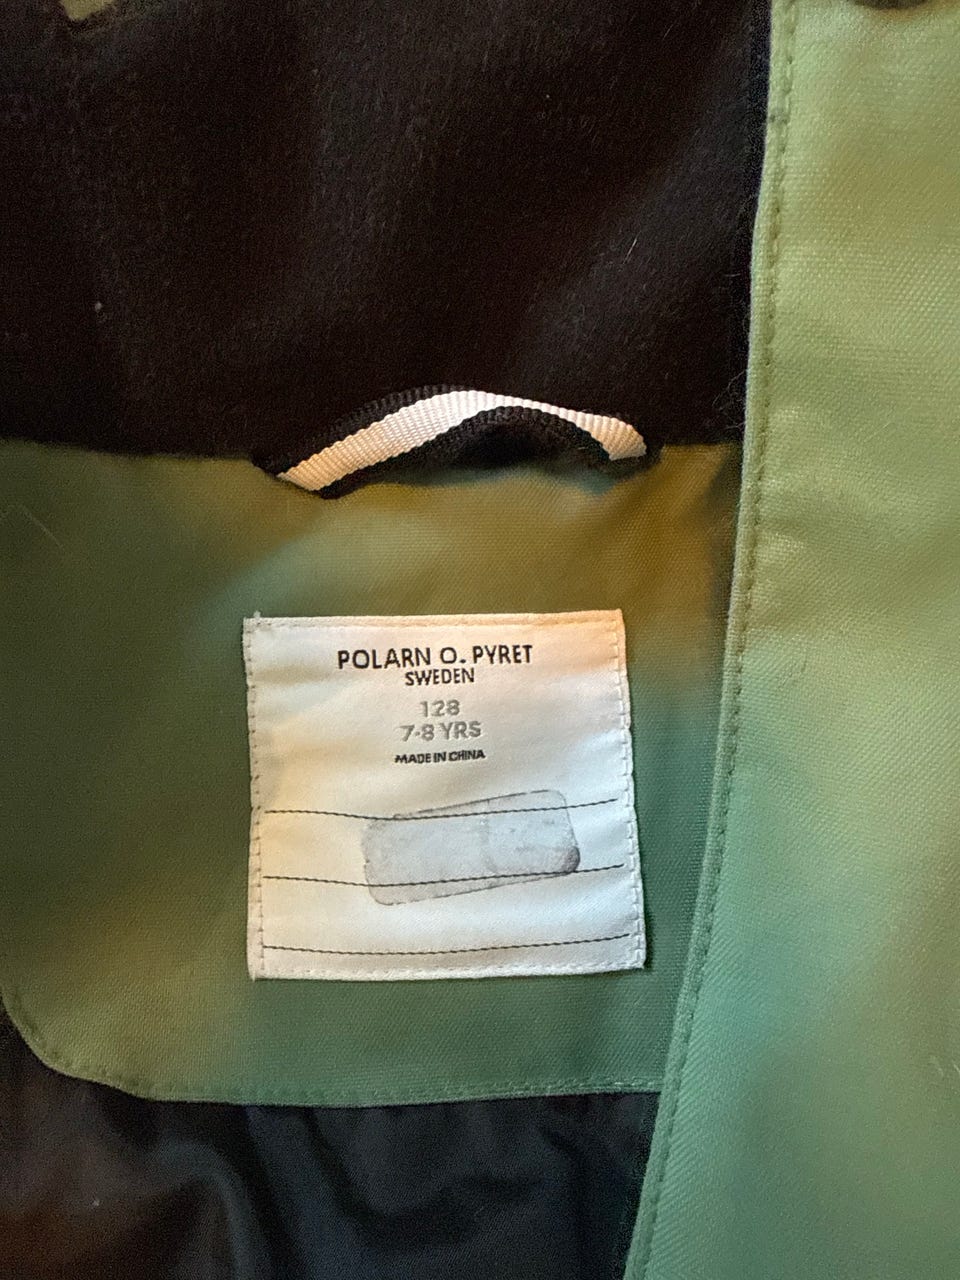 POLARN O. PYRET
SWEDEN
128
7-8 YRS
MADE IN CHINA